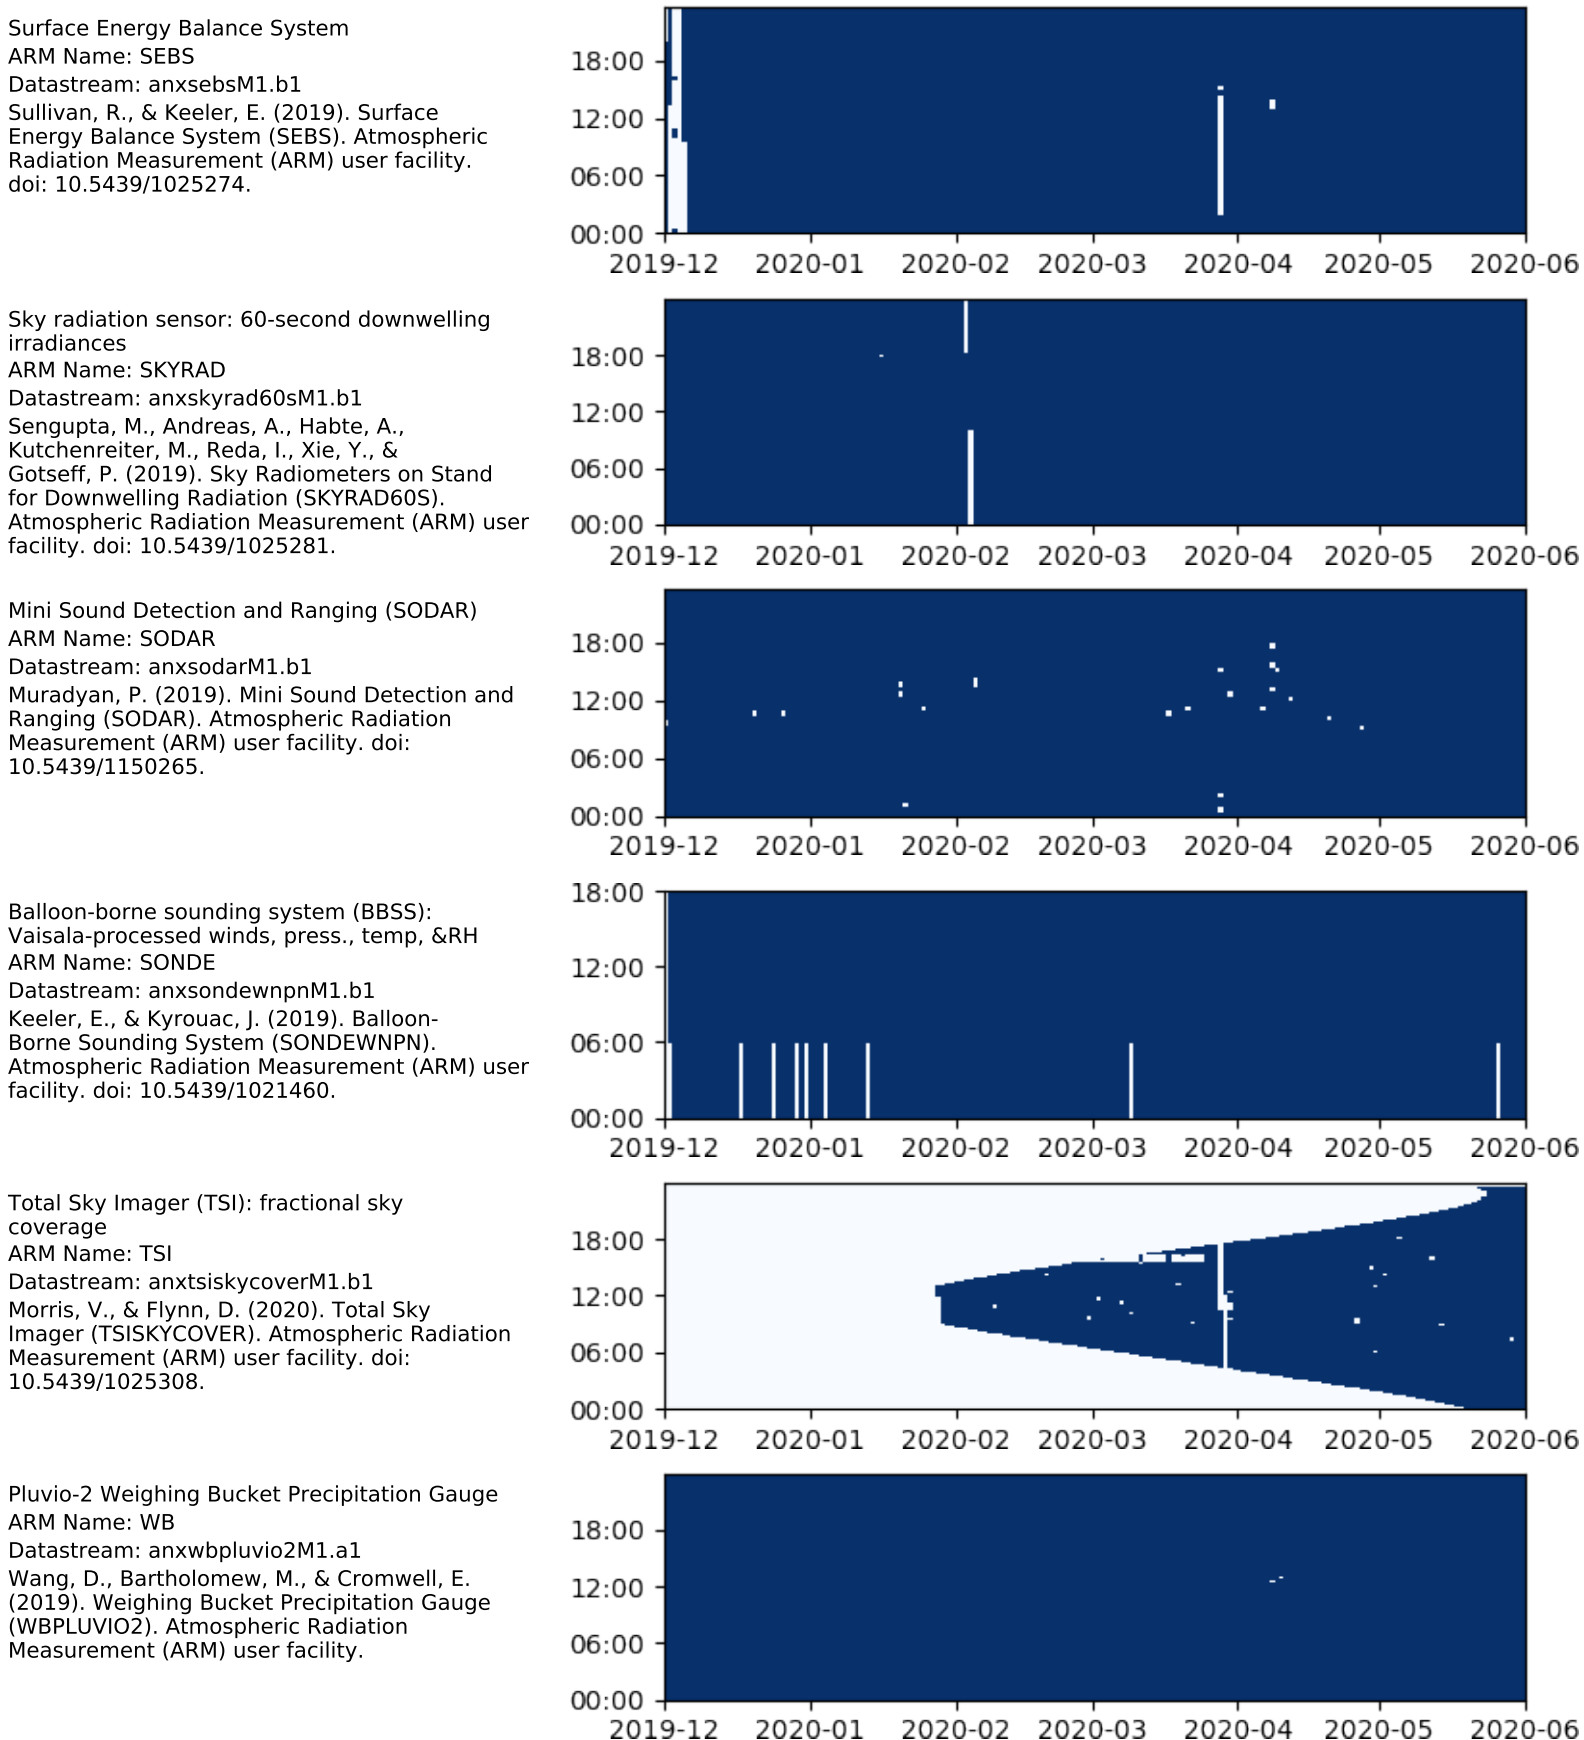 Surface Energy Balance System
ARM Name: SEBS
Datastream: anxsebsM1.b1
Sullivan, R., & Keeler, E. (2019). Surface
Energy Balance System (SEBS). Atmospheric
Radiation Measurement (ARM) user facility.
doi: 10.5439/1025274.
18:00
12:00
06:00
00:00
2019-12 2020-01 2020-02 2020-03 2020-04 2020-05 2020-06
Sky radiation sensor: 60-second downwelling
irradiances
ARM Name: SKYRAD
Datastream: anxskyrad60sM1.b1
Sengupta, M., Andreas, A., Habte, A.,
Kutchenreiter, M., Reda, I., Xie, Y., &
Gotseff, P. (2019). Sky Radiometers on Stand
for Downwelling Radiation (SKYRAD60S).
Atmospheric Radiation Measurement (ARM) user
facility. doi: 10.5439/1025281.
18:00
12:00
06:00
00:00
2019-12 2020-01 2020-02 2020-03 2020-04 2020-05 2020-06
Mini Sound Detection and Ranging (SODAR)
ARM Name: SODAR
Datastream: anxsodarM1.b1
Muradyan, P. (2019). Mini Sound Detection and
Ranging (SODAR). Atmospheric Radiation
Measurement (ARM) user facility. doi:
10.5439/1150265.
18:00
12:00
06:00
00:00
2019-12 2020-01 2020-02 2020-03 2020-04 2020-05 2020-06
Balloon-borne sounding system (BBSS):
Vaisala-processed winds, press., temp, &RH
ARM Name: SONDE
Datastream: anxsondewnpnM1.b1
Keeler, E., & Kyrouac, J. (2019). Balloon-
Borne Sounding System (SONDEWNPN).
Atmospheric Radiation Measurement (ARM) user
facility. doi: 10.5439/1021460.
18:00
12:00
06:00
00:00
2019-12 2020-01 2020-02 2020-03 2020-04 2020-05 2020-06
Total Sky Imager (TSI): fractional sky
coverage
ARM Name: TSI
Datastream: anxtsiskycoverM1.b1
Morris, V., & Flynn, D. (2020). Total Sky
Imager (TSISKYCOVER). Atmospheric Radiation
Measurement (ARM) user facility. doi:
10.5439/1025308.
18:00
12:00
06:00
00:00
2019-12 2020-01 2020-02 2020-03 2020-04 2020-05 2020-06
Pluvio-2 Weighing Bucket Precipitation Gauge
ARM Name: WB
Datastream: anxwbpluvio2M1.a1
Wang, D., Bartholomew, M., & Cromwell, E.
(2019). Weighing Bucket Precipitation Gauge
(WBPLUVIO2). Atmospheric Radiation
Measurement (ARM) user facility.
18:00
12:00
06:00
00:00
2019-12 2020-01 2020-02 2020-03 2020-04 2020-05 2020-06